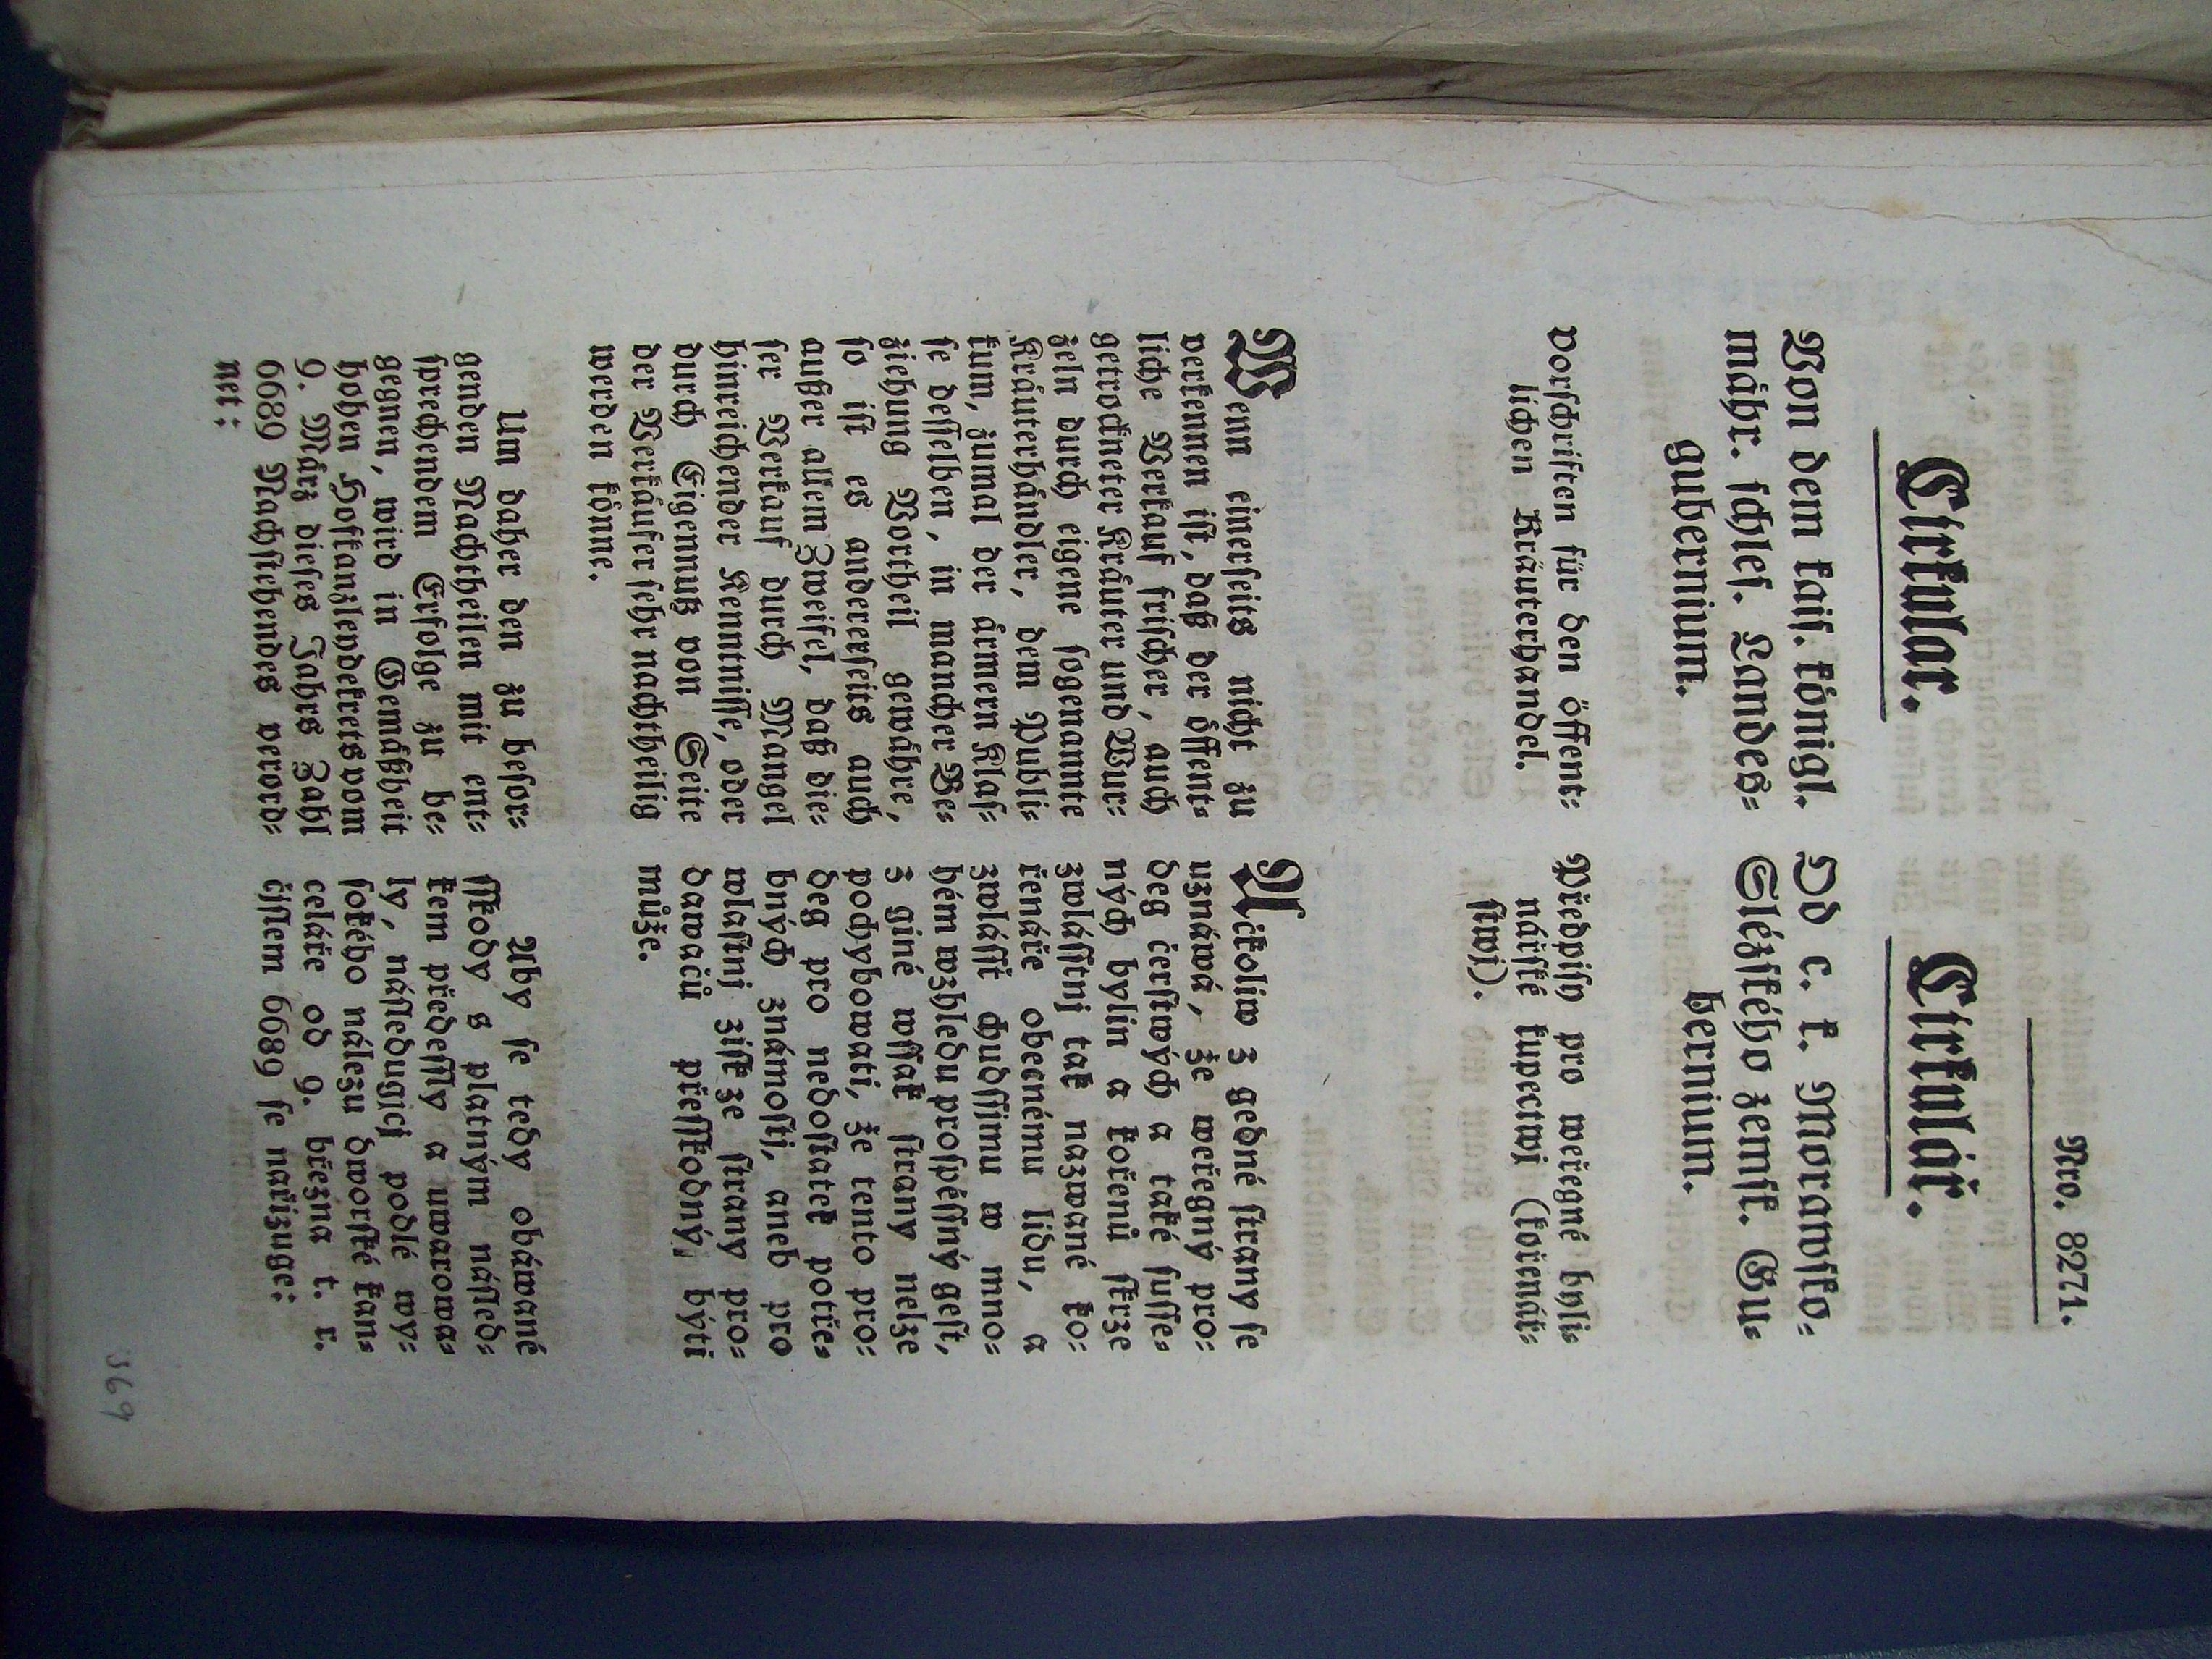 Nro. 8271.
Cirkular.
Von dem kaiſ. königl.
mähr. ſchleſ. Landes-
gubernium.
Vorſchriften für den öffent-
lichen Kräuterhandel.
Wenn einerſeits nicht zu
verkennen iſt, daß der öffent-
liche Verkauf friſcher, auch
getrockneter Kräuter und Wur-
zeln durch eigene ſogenannte
Kräuterhändler, dem Publi-
kum, zumal der ärmern Klaſ-
ſe deſſelben, in mancher Be-
ziehung Vortheil gewähre,
ſo iſt es andererſeits auch
außer allem Zweifel, daß die-
ſer Verkauf durch Mangel
hinreichender Kenntniſſe, oder
durch Eigennutz von Seite
der Verkäufer ſehr nachtheilig
werden könne.
Um daher den zu beſor-
genden Nachtheilen mit ent-
ſprechendem Erfolge zu be-
gegnen, wird in Gemäßheit
hohen Hofkanzleydekrets vom
9. März dieſes Jahrs Zahl
6689 Nachſtehendes verord-
net:
Cirkulář.
Od c. k. Morawſko-
Slézſkého zemſk. Gu-
bernium.
Předpiſy pro weřegné byli-
nářſké kupectwj (kořenář-
ſtwj).
Ačkoliw z gedné ſtrany ſe
uznáwá, že weřegný pro-
deg čerſtwých a také ſuſſe-
ných bylin a kořenů ſkrze
zwláſſtnj tak nazwané ko-
řenáře obecnému lidu, a
zwláſſt chudſſjmu w mno-
hém wzhledu proſpěſſný geſt,
z giné wſſak ſtrany nelze
pochybowati, že tento pro-
deg pro nedoſtatek potře-
bných známoſtj, aneb pro
wlaſtnj ziſk ze ſtrany pro-
dawačů přeſſkodný býti
může.
Aby ſe tedy obáwané
ſſkody s platným náſled-
kem předeſſly a uwarowa-
ly, náſledugjcj podlé wy-
ſokého nálezu dworſké kan-
celáře od 9. března t. r.
čjſlem 6689 ſe nařizuge:
369